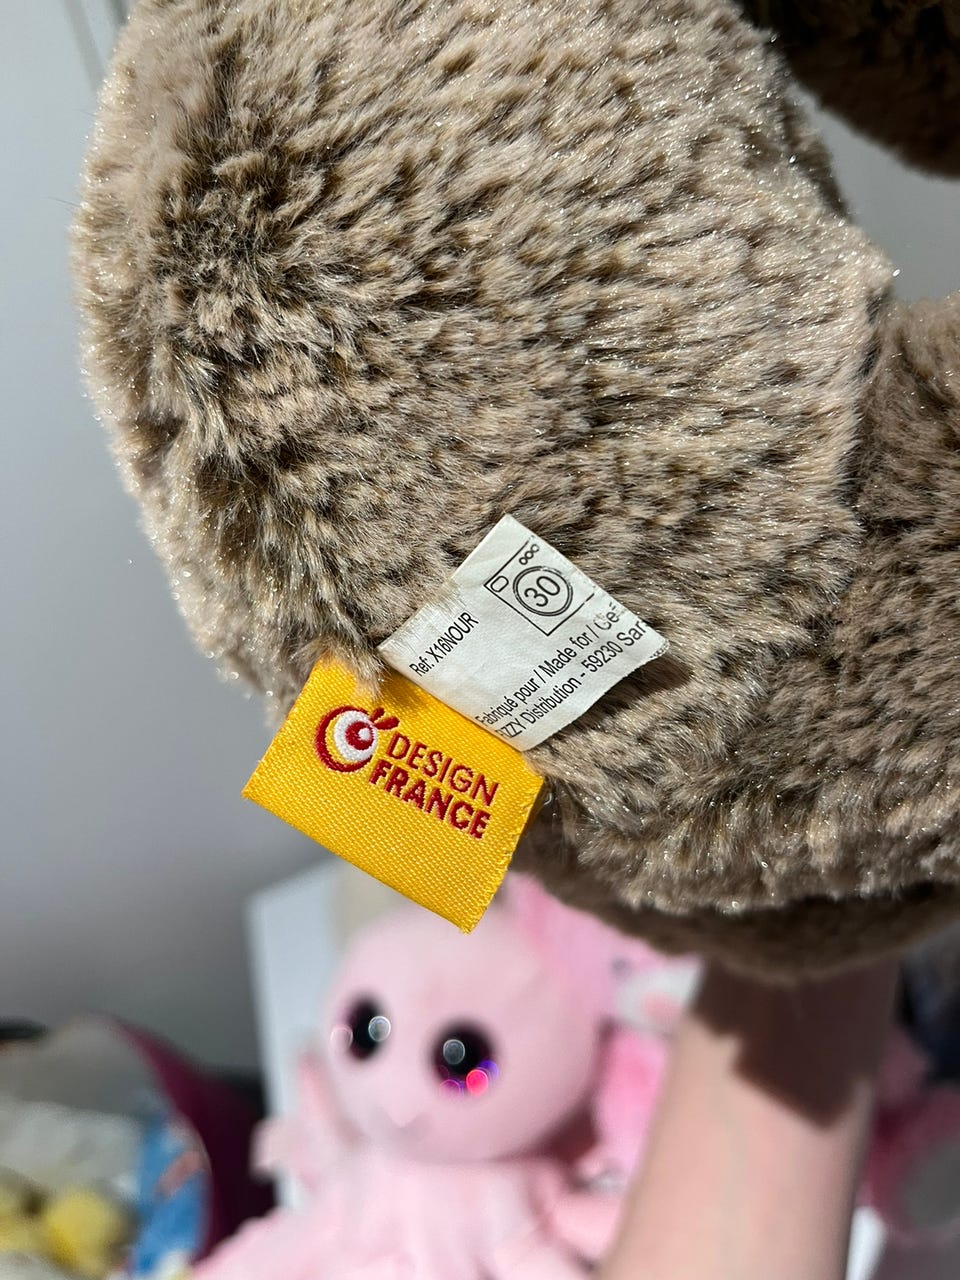 30
Ref: X16NOUR
Fabriqué pour / Made for /
Distribution - 59230
DESIGN
FRANCE